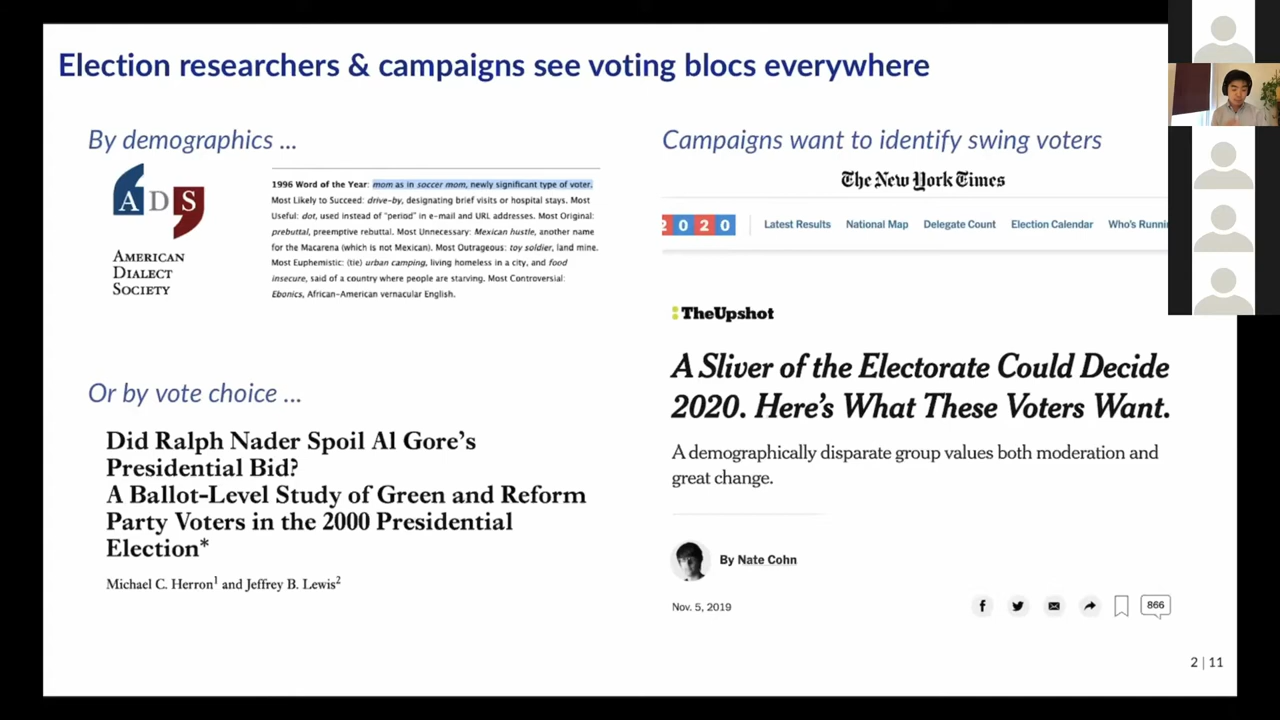 Election researchers & campaigns see voting blocs everywhere
By demographics ...
ADS
AMERICAN
DIALECT
SOCIETY
1996 Word of the Year: mom as in soccer mom, newly significant type of voter.
Most Likely to Succeed: drive-by, designating brief visits or hospital stays. Most
Useful: dot, used instead of "period" in e-mail and URL addresses. Most Original:
prebuttal, preemptive rebuttal. Most Unnecessary: Mexican hustle, another name
for the Macarena (which is not Mexican). Most Outrageous: toy soldier, land mine.
Most Euphemistic: (tie) urban camping, living homeless in a city, and food
insecure, said of a country where people are starving. Most Controversial:
Ebonics, African-American vernacular English.
Or by vote choice ...
Did Ralph Nader Spoil Al Gore's
Presidential Bid?
A Ballot-Level Study of Green and Reform
Party Voters in the 2000 Presidential
Election*
Michael C. Herron1 and Jeffrey B. Lewis2
Campaigns want to identify swing voters
The New York Times
2020 Latest Results National Map Delegate Count Election Calendar Who's Runni
TheUpshot
A Sliver of the Electorate Could Decide
2020. Here's What These Voters Want.
A demographically disparate group values both moderation and
great change.
By Nate Cohn
Nov. 5, 2019
866
2 | 11